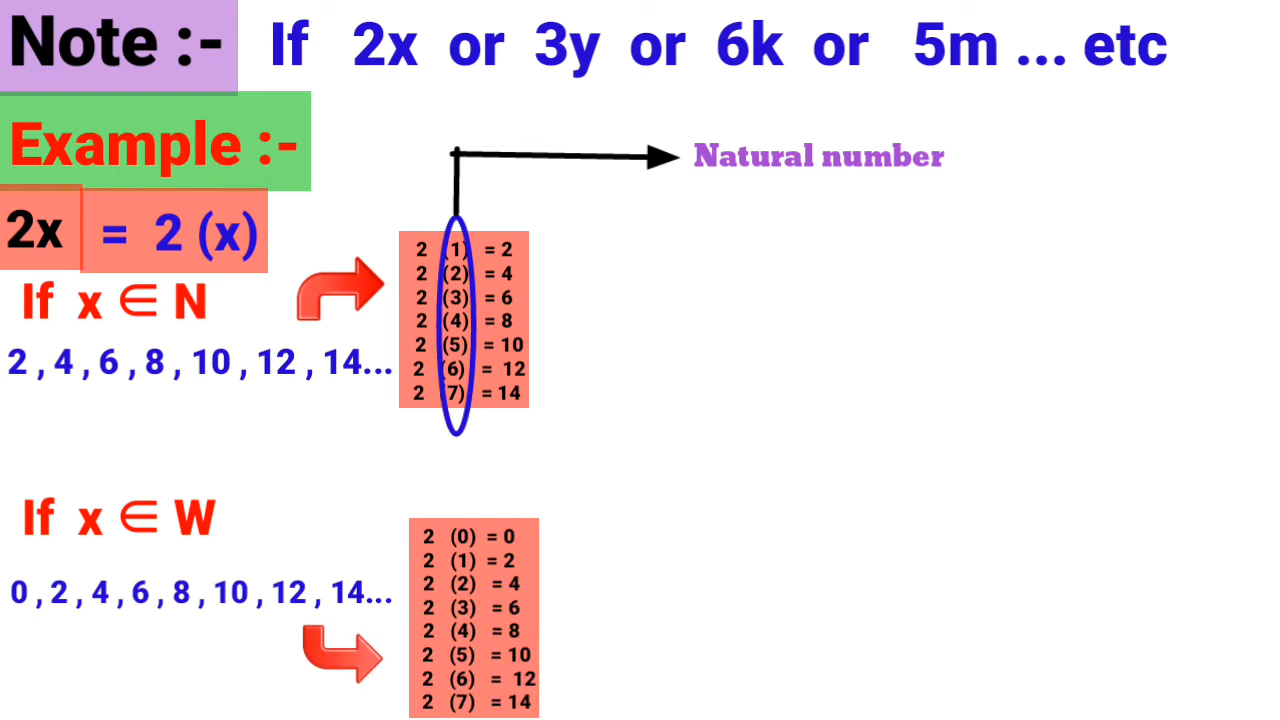 Note :- If 2x or 3y or 6k or 5m ... etc
Example :-
Natural number
2x = 2 (x)
If x ∈ N
2 , 4 , 6 , 8 , 10 , 12 , 14...
2 (1) = 2
2 (2) = 4
2 (3) = 6
2 (4) = 8
2 (5) = 10
2 (6) = 12
2 (7) = 14
If x ∈ W
0 , 2 , 4 , 6 , 8 , 10 , 12 , 14...
2 (0) = 0
2 (1) = 2
2 (2) = 4
2 (3) = 6
2 (4) = 8
2 (5) = 10
2 (6) = 12
2 (7) = 14